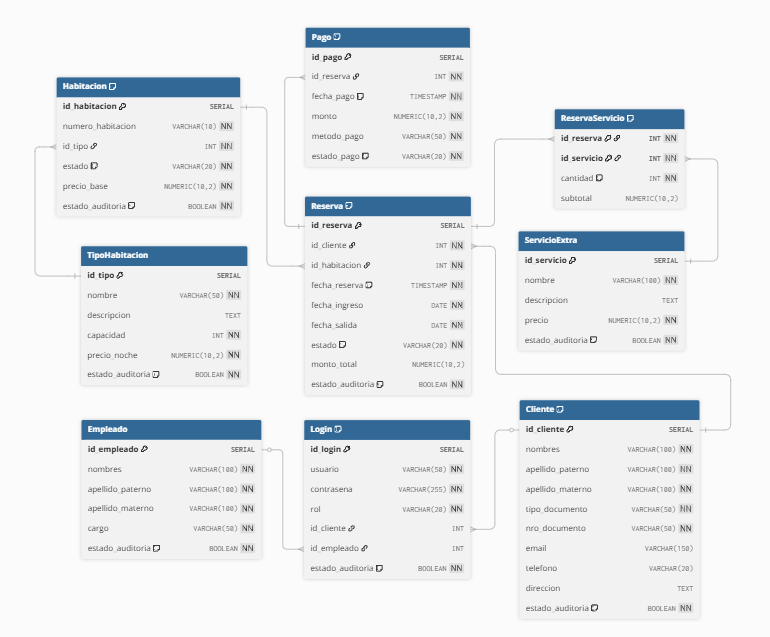 Pago
id_pago SERIAL
id_reserva INT NN
fecha_pago TIMESTAMP NN
monto NUMERIC(10,2) NN
metodo_pago VARCHAR(50) NN
estado_pago VARCHAR(20) NN
Habitacion
id_habitacion SERIAL
numero_habitacion VARCHAR(10) NN
id_tipo INT NN
estado VARCHAR(20) NN
precio_base NUMERIC(10,2) NN
estado_auditoria BOOLEAN NN
ReservaServicio
id_reserva INT NN
id_servicio INT NN
cantidad INT NN
subtotal NUMERIC(10,2)
Reserva
id_reserva SERIAL
id_cliente INT NN
id_habitacion INT NN
fecha_reserva TIMESTAMP NN
fecha_ingreso DATE NN
fecha_salida DATE NN
estado VARCHAR(20) NN
monto_total NUMERIC(10,2)
estado_auditoria BOOLEAN NN
TipoHabitacion
id_tipo SERIAL
nombre VARCHAR(50) NN
descripcion TEXT
capacidad INT NN
precio_noche NUMERIC(10,2) NN
estado_auditoria BOOLEAN NN
ServicioExtra
id_servicio SERIAL
nombre VARCHAR(100) NN
descripcion TEXT
precio NUMERIC(10,2) NN
estado_auditoria BOOLEAN NN
Empleado
id_empleado SERIAL
nombres VARCHAR(100) NN
apellido_paterno VARCHAR(100) NN
apellido_materno VARCHAR(100) NN
cargo VARCHAR(50) NN
estado_auditoria BOOLEAN NN
Login
id_login SERIAL
usuario VARCHAR(50) NN
contrasena VARCHAR(255) NN
rol VARCHAR(20) NN
id_cliente INT
id_empleado INT
estado_auditoria BOOLEAN NN
Cliente
id_cliente SERIAL
nombres VARCHAR(100) NN
apellido_paterno VARCHAR(100) NN
apellido_materno VARCHAR(100) NN
tipo_documento VARCHAR(50) NN
nro_documento VARCHAR(50) NN
email VARCHAR(150)
telefono VARCHAR(20)
direccion TEXT
estado_auditoria BOOLEAN NN